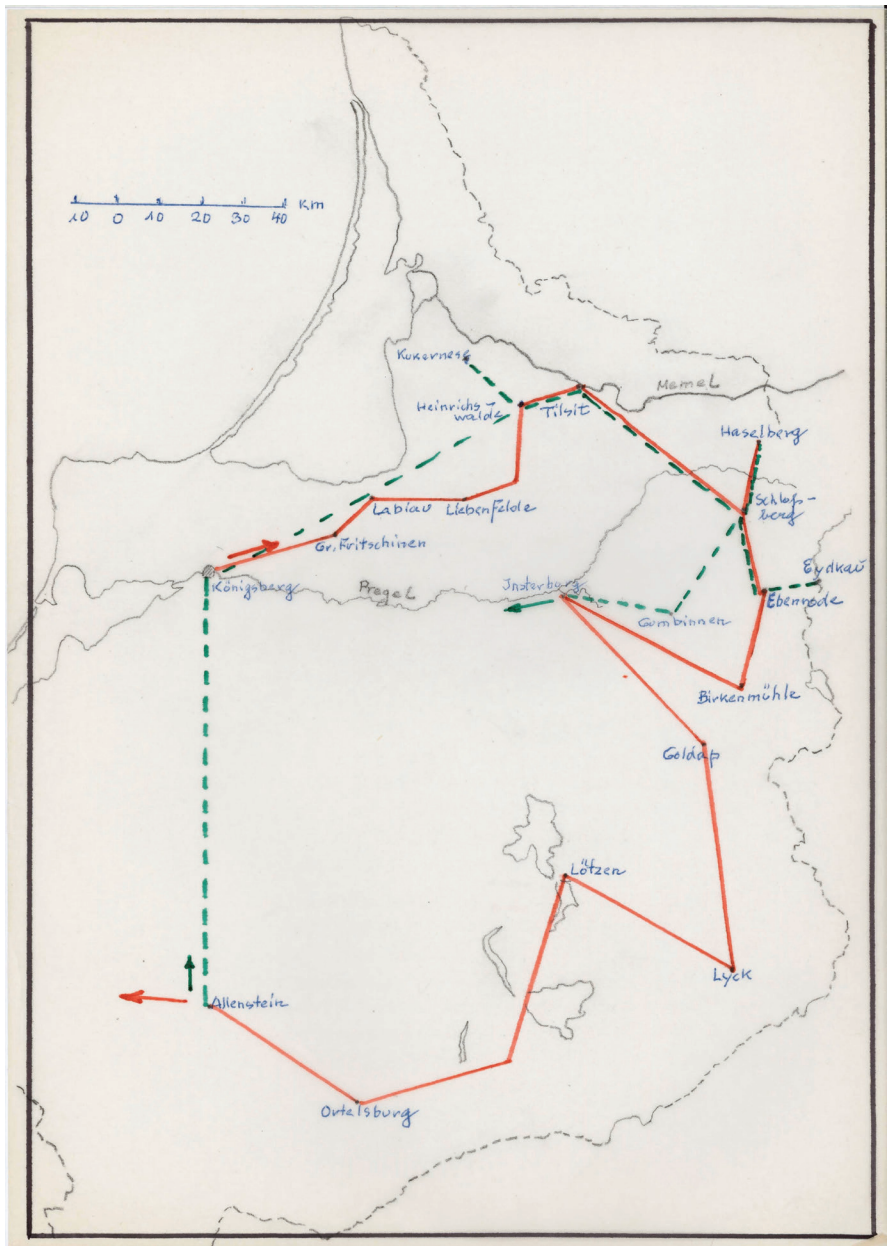 Km
10 0 10 20 30 40
Kukernese
Memel
Heinrichs-
walde
Tilsit
Haselberg
Labiau
Liebenfelde
Schloß-
berg
Gr. Fritschinen
Eydkau
Königsberg
Pregel
Insterburg
Ebenrode
Gumbinnen
Birkenmühle
Goldap
Lötzen
Lyck
Allenstein
Ortelsburg